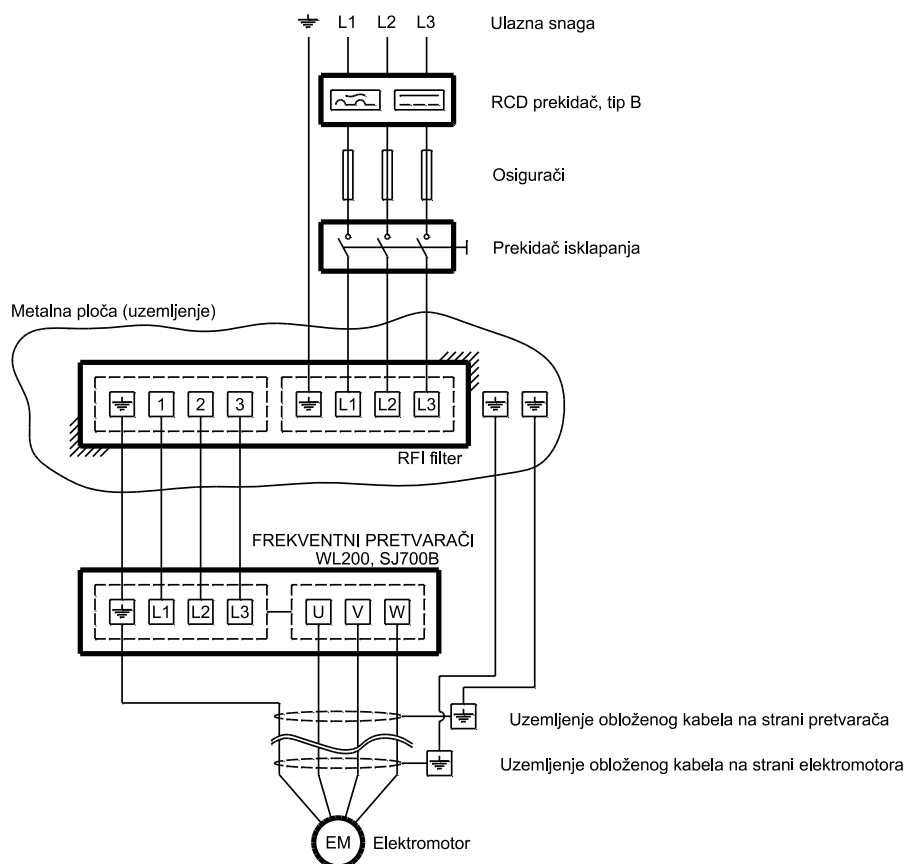 L1 L2 L3 Ulazna snaga
RCD prekidač, tip B
Osigurači
Prekidač isklapanja
Metalna ploča (uzemljenje)
1 2 3 L1 L2 L3
RFI filter
FREKVENTNI PRETVARAČI
WL200, SJ700B
L1 L2 L3 U V W
Uzemljenje obloženog kabela na strani pretvarača
Uzemljenje obloženog kabela na strani elektromotora
EM Elektromotor